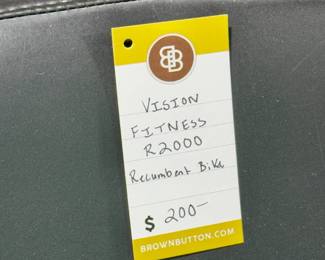 BB
VISION
FITNESS
R2000
Recumbent Bike
$ 200-
BROWNBUTTON.COM